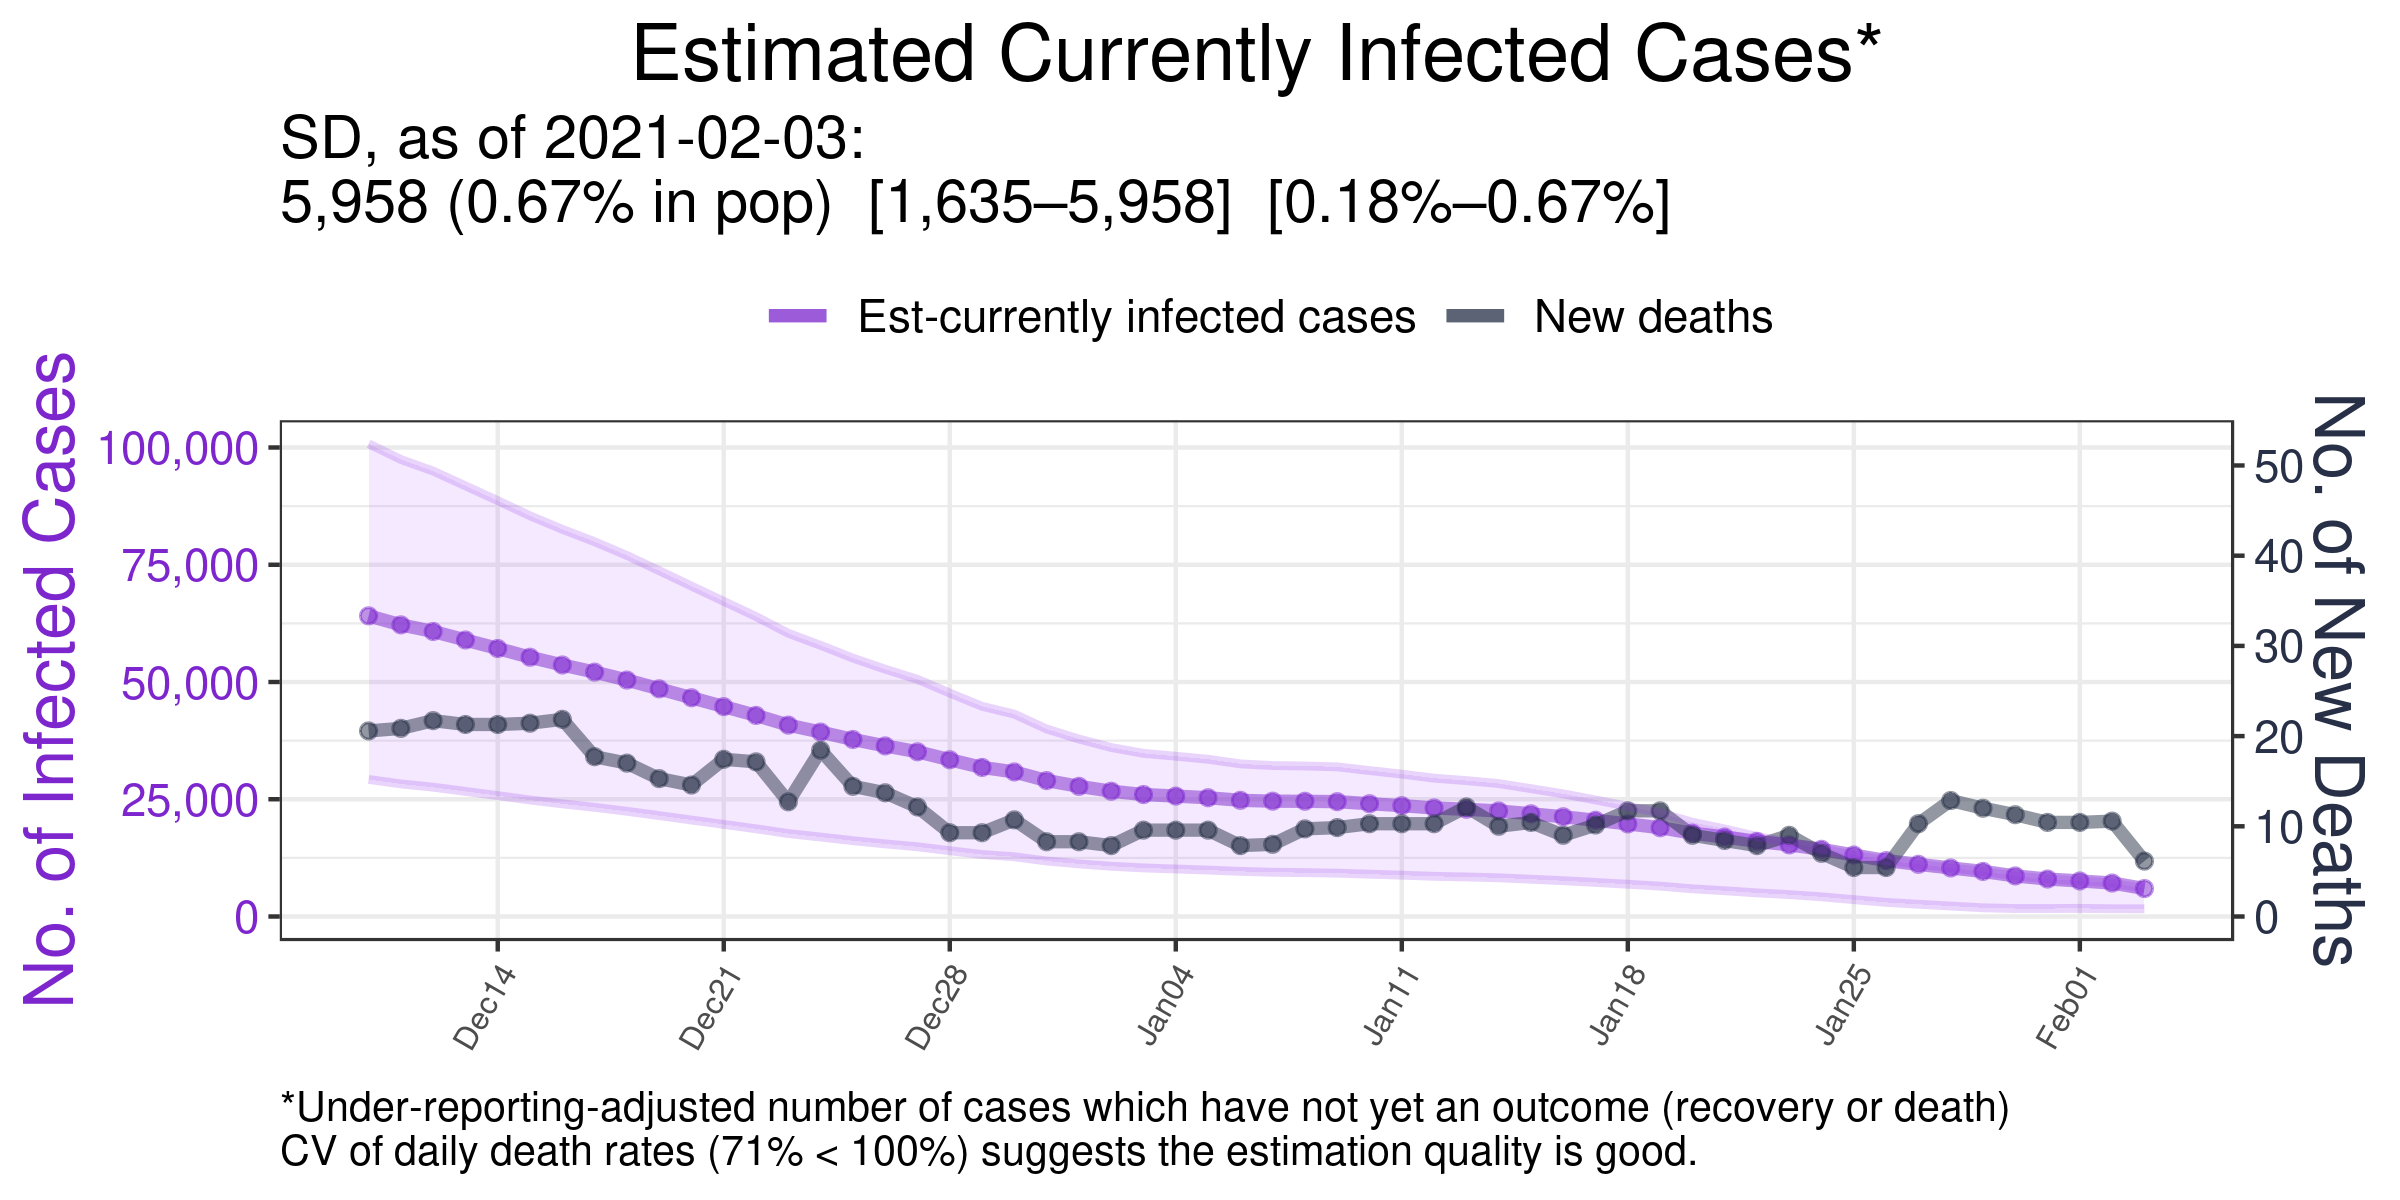 Estimated Currently Infected Cases*
SD, as of 2021-02-03:
5,958 (0.67% in pop) [1,635–5,958] [0.18%–0.67%]
Est-currently infected cases
New deaths
No. of Infected Cases
100,000
75,000
50,000
25,000
0
50
40
30
20
10
0
No. of New Deaths
Dec14
Dec21
Dec28
Jan04
Jan11
Jan18
Jan25
Feb01
*Under-reporting-adjusted number of cases which have not yet an outcome (recovery or death)
CV of daily death rates (71% < 100%) suggests the estimation quality is good.